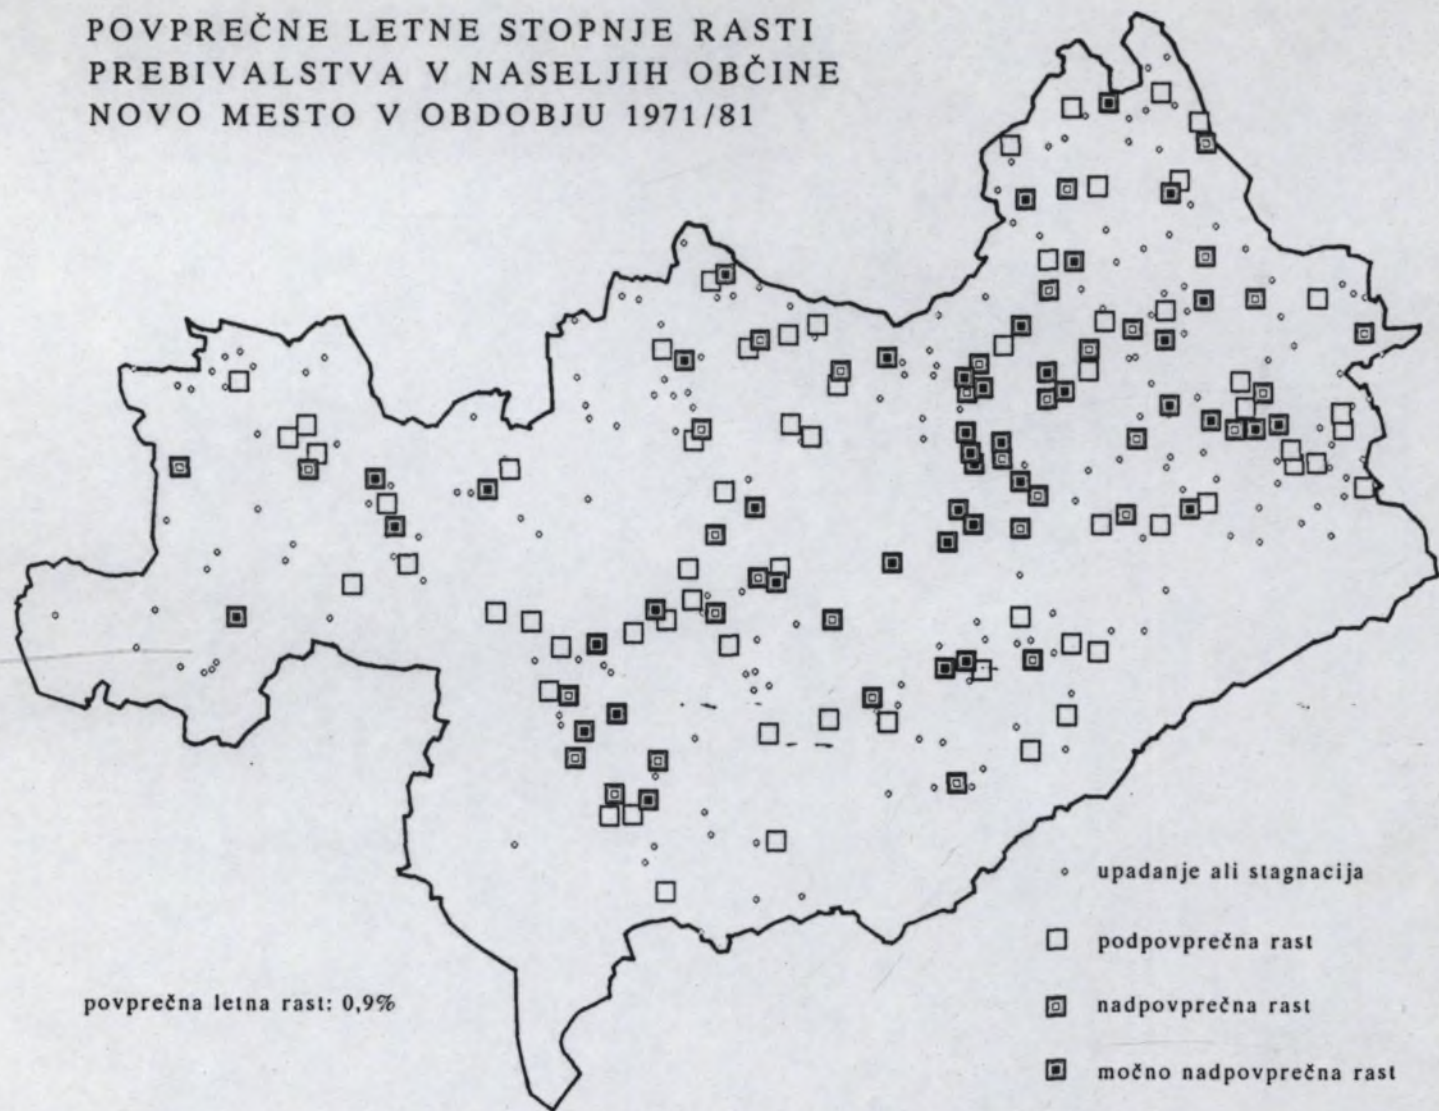 POVPREČNE LETNE STOPNJE RASTI
PREBIVALSTVA V NASELJIH OBČINE
NOVO MESTO V OBDOBJU 1971/81
upadanje ali stagnacija
podpovprečna rast
povprečna letna rast: 0,9%
nadpovprečna rast
močno nadpovprečna rast